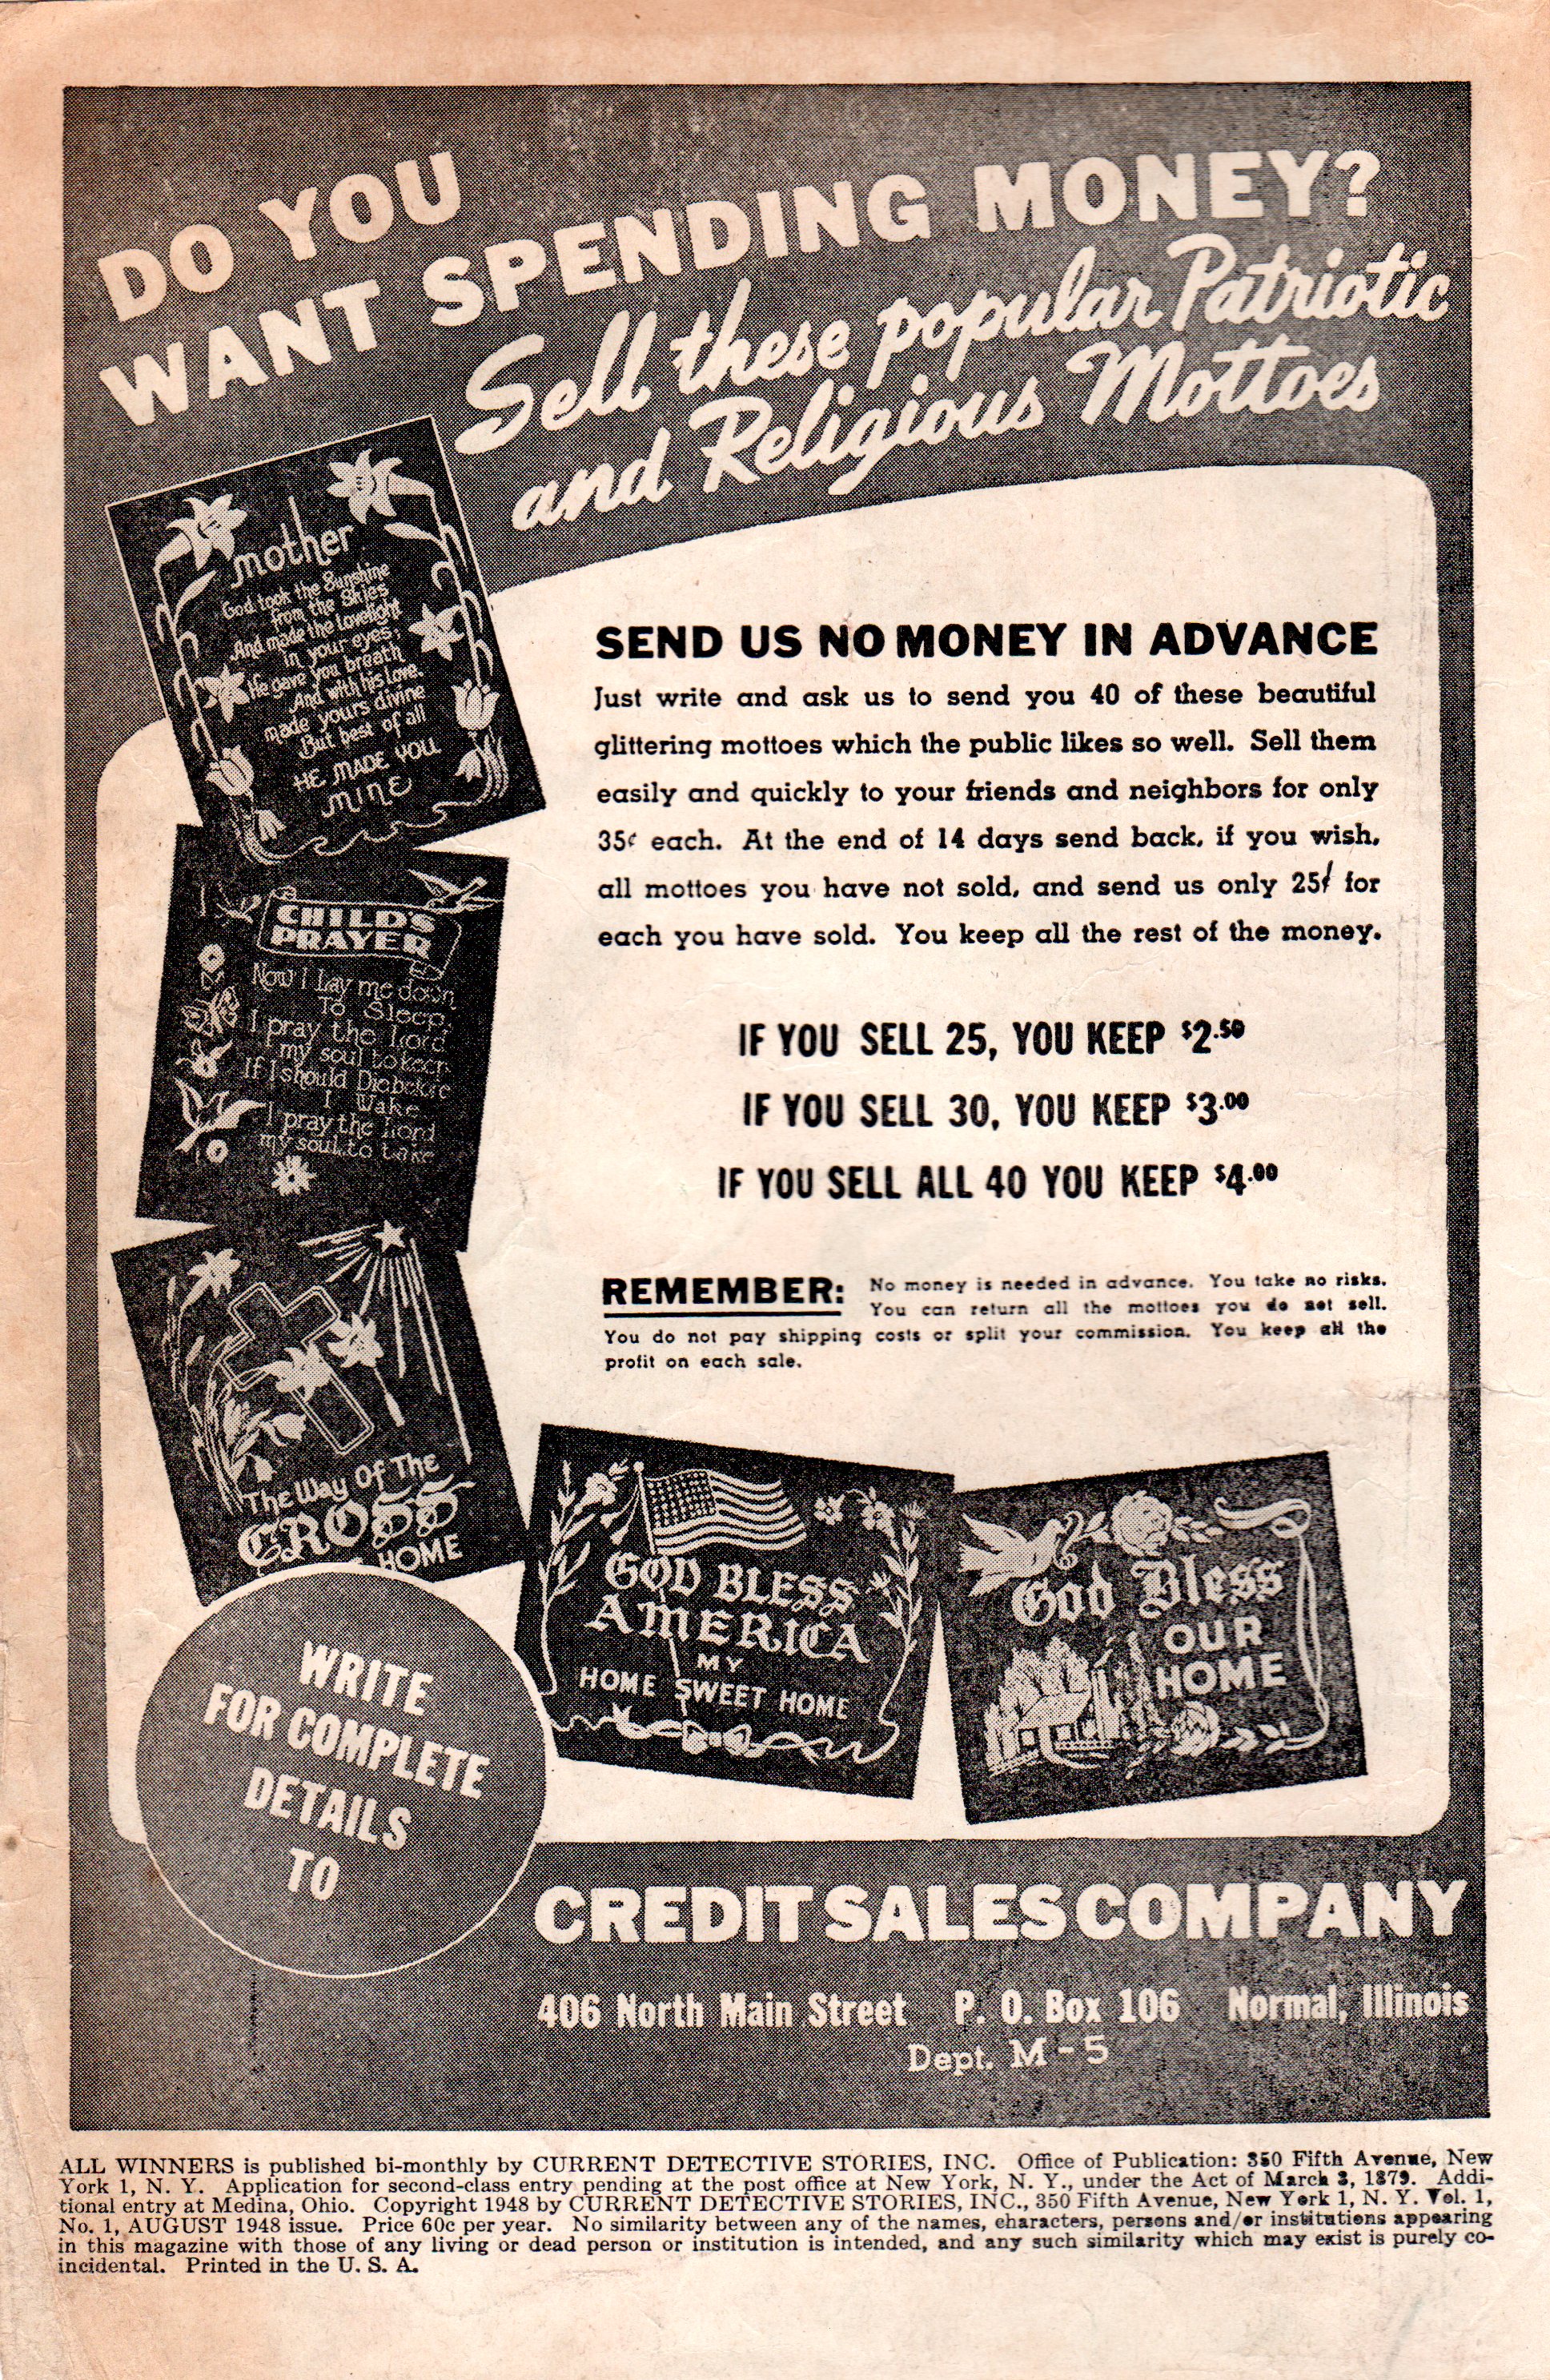 DO YOU
WANT SPENDING MONEY?
Sell these popular Patriotic
and Religious Mottoes
mother
God took the Sunshine
from the Skies
And made the lovelight
in your eyes.
He gave you breath
And with his love.
made yours divine
But best of all
HE MADE YOU
MINE
SEND US NO MONEY IN ADVANCE
Just write and ask us to send you 40 of these beautiful
glittering mottoes which the public likes so well. Sell them
easily and quickly to your friends and neighbors for only
35¢ each. At the end of 14 days send back, if you wish,
all mottoes you have not sold, and send us only 25¢ for
each you have sold. You keep all the rest of the money.
CHILD'S
PRAYER
Now I Lay me down
To Sleep,
I pray the Lord
my soul to keep.
If I should Die before
I Wake
I pray the Lord
my soul to take
IF YOU SELL 25, YOU KEEP $2.50
IF YOU SELL 30, YOU KEEP $3.00
IF YOU SELL ALL 40 YOU KEEP $4.00
REMEMBER: No money is needed in advance. You take no risks.
You can return all the mottoes you do not sell.
You do not pay shipping costs or split your commission. You keep all the
profit on each sale.
The Way Of The
CROSS
HOME
GOD BLESS
AMERICA
MY
HOME SWEET HOME
God Bless
OUR
HOME
WRITE
FOR COMPLETE
DETAILS
TO
CREDIT SALES COMPANY
406 North Main Street P. O. Box 106 Normal, Illinois
Dept. M - 5
ALL WINNERS is published bi-monthly by CURRENT DETECTIVE STORIES, INC. Office of Publication: 350 Fifth Avenue, New
York 1, N. Y. Application for second-class entry pending at the post office at New York, N. Y., under the Act of March 3, 1879. Addi-
tional entry at Medina, Ohio. Copyright 1948 by CURRENT DETECTIVE STORIES, INC., 350 Fifth Avenue, New York 1, N. Y. Vol. 1,
No. 1, AUGUST 1948 issue. Price 60c per year. No similarity between any of the names, characters, persons and/or institutions appearing
in this magazine with those of any living or dead person or institution is intended, and any such similarity which may exist is purely co-
incidental. Printed in the U. S. A.